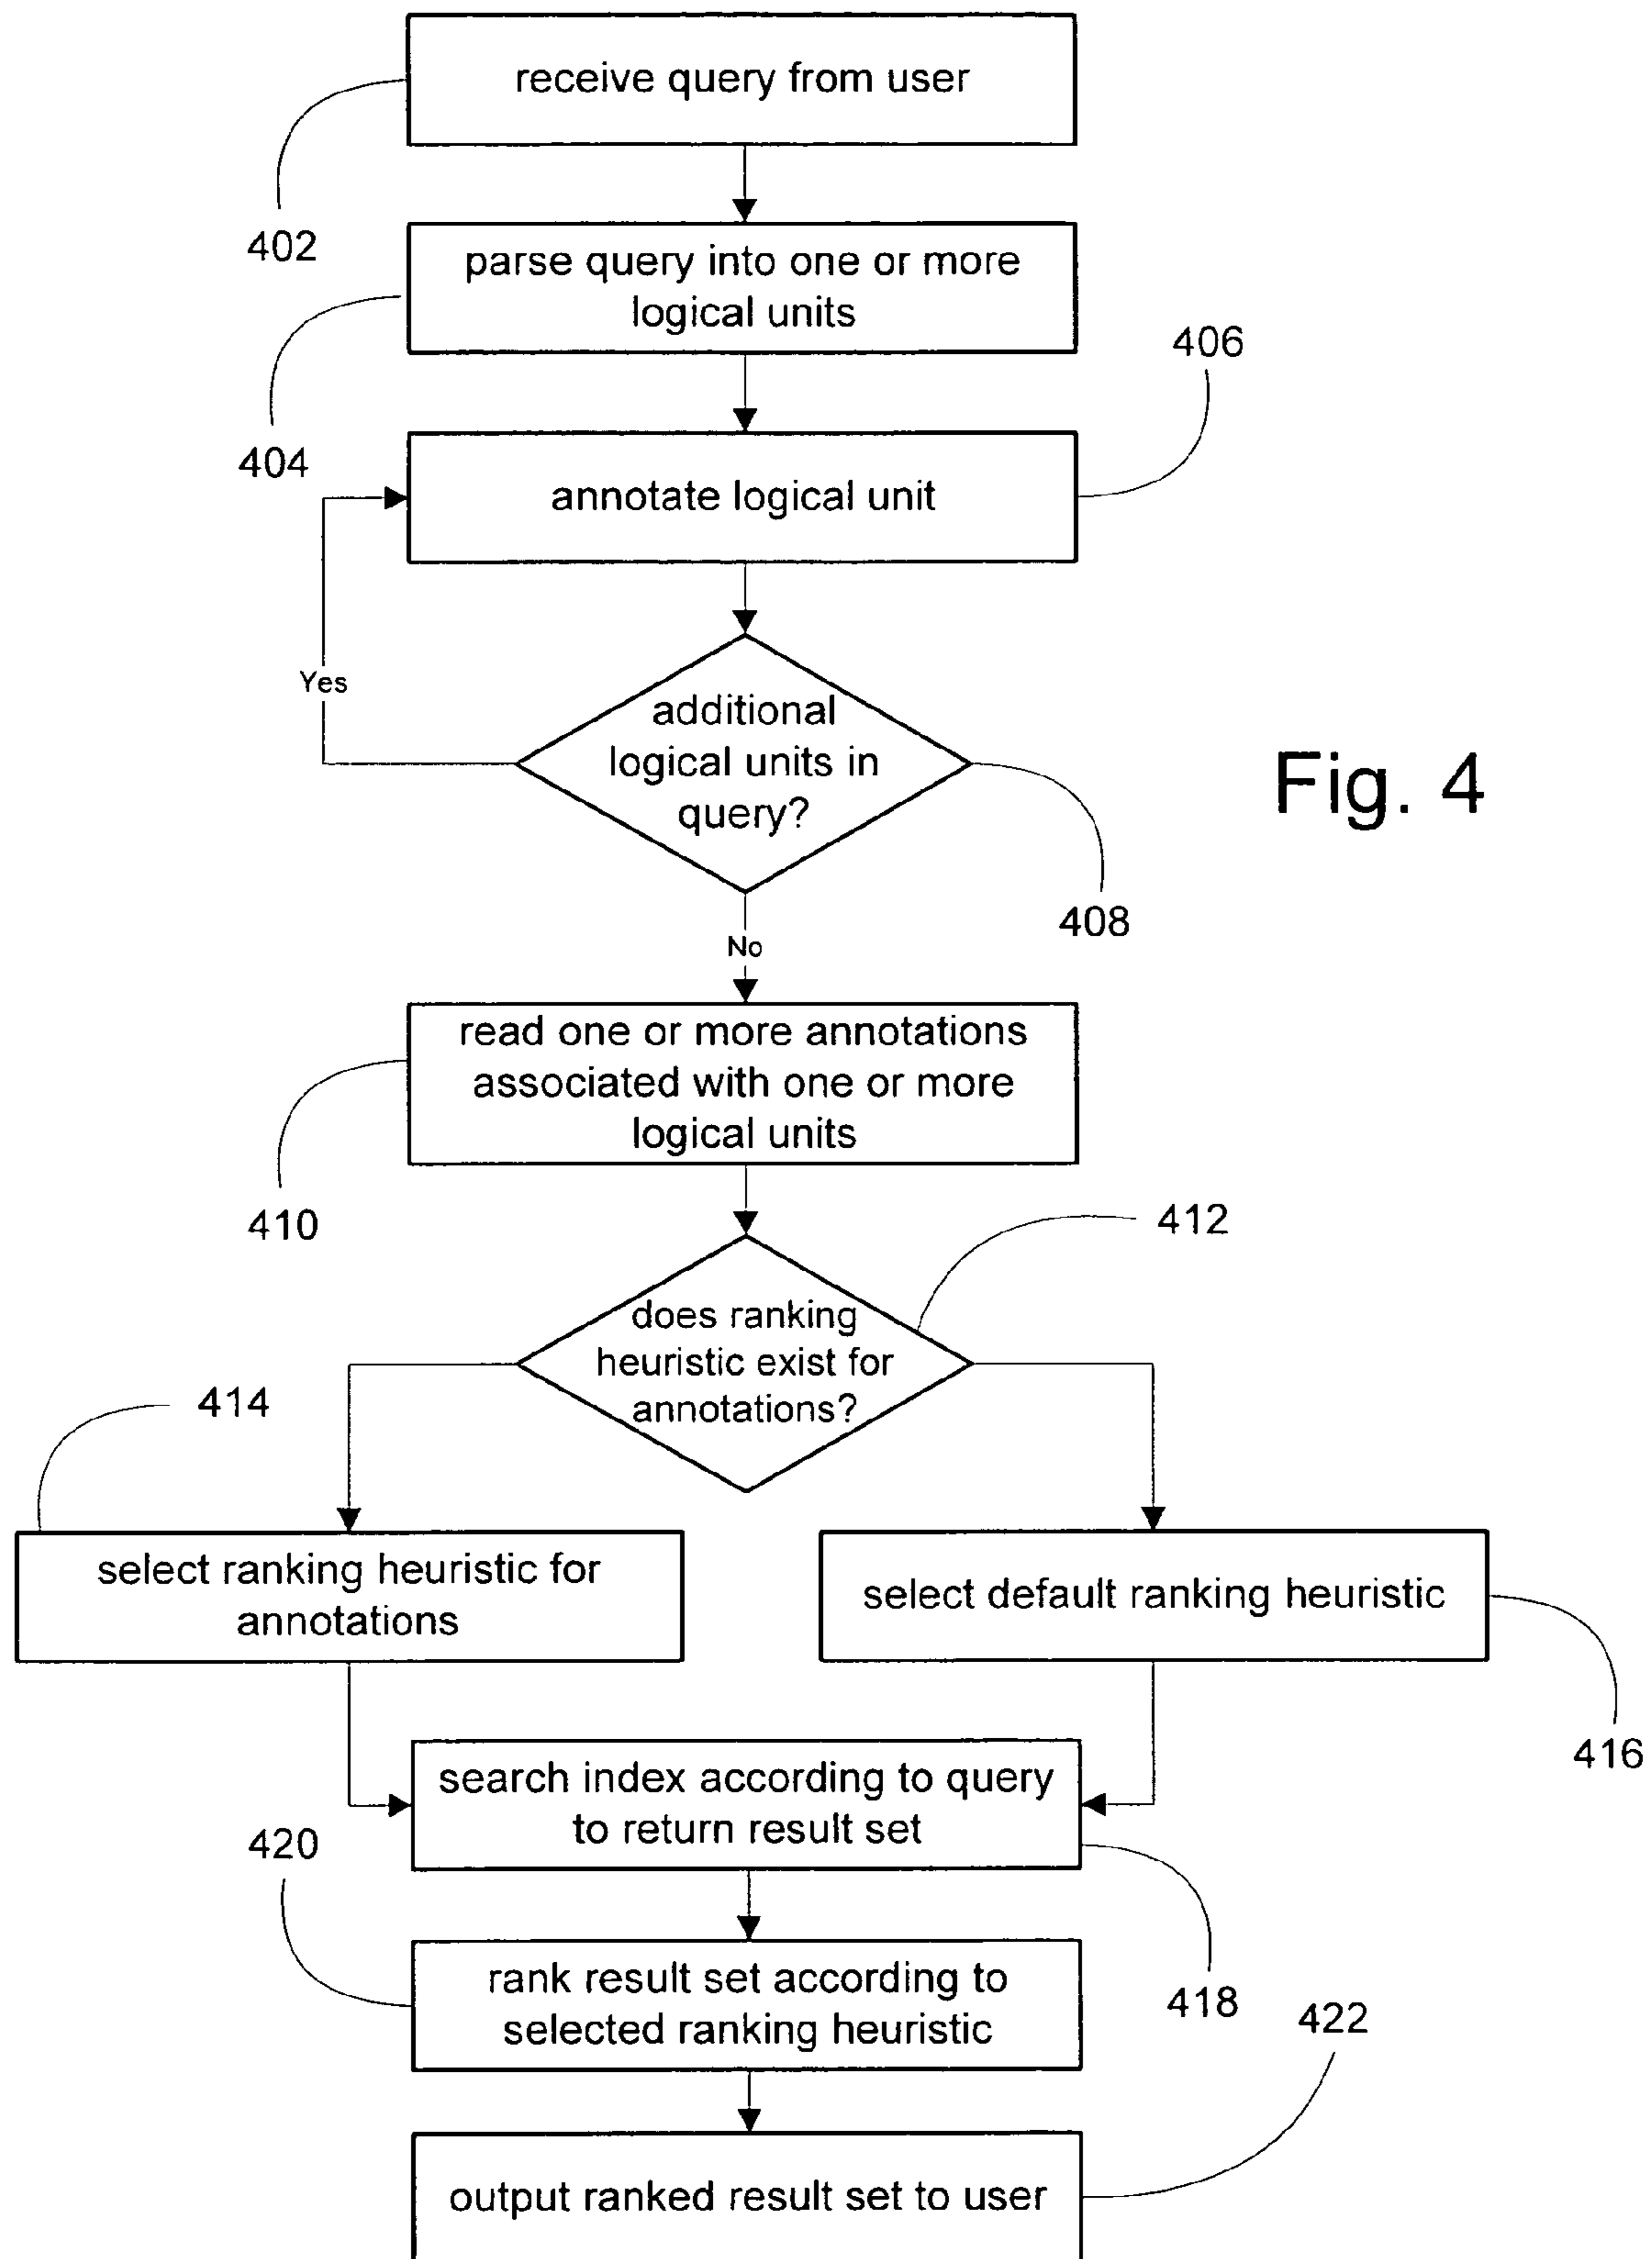 receive query from user
402
parse query into one or more
logical units
404
406
annotate logical unit
Yes
additional
logical units in
query?
408
Fig. 4
No
read one or more annotations
associated with one or more
logical units
410
412
does ranking
heuristic exist for
annotations?
414
select ranking heuristic for
annotations
select default ranking heuristic
416
search index according to query
to return result set
418
420
rank result set according to
selected ranking heuristic
422
output ranked result set to user